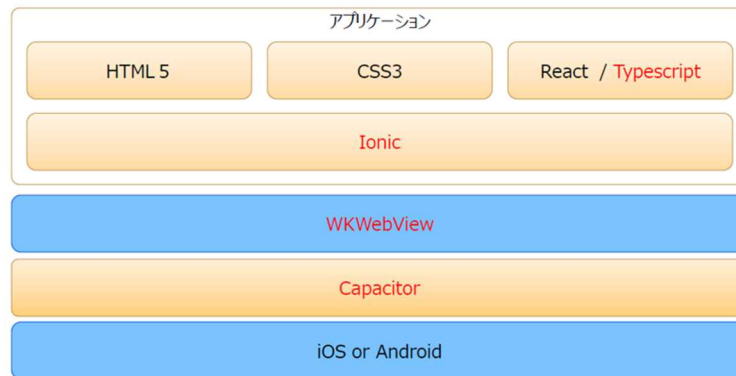 アプリケーション
HTML 5
CSS3
React / Typescript
Ionic
WKWebView
Capacitor
iOS or Android